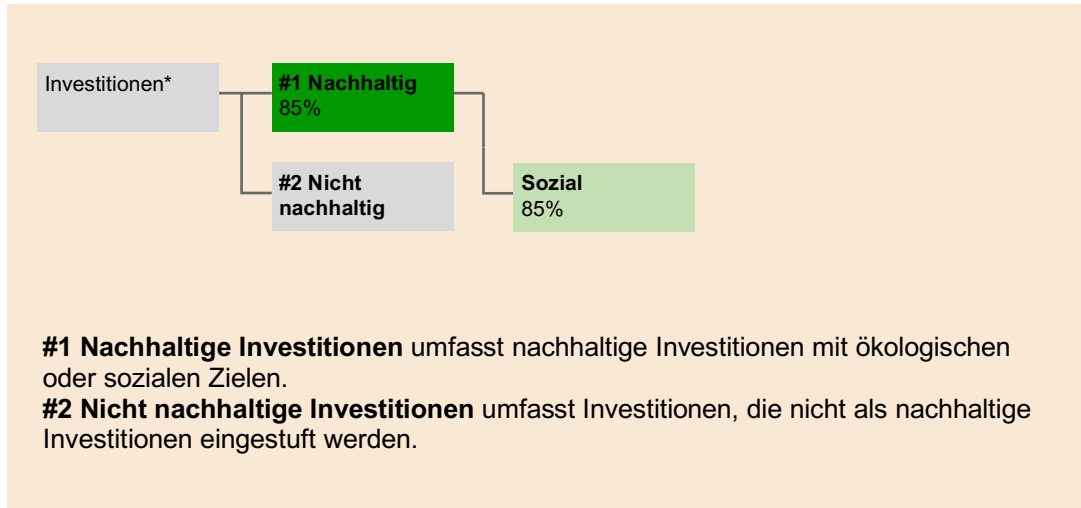 Investitionen*
#1 Nachhaltig
85%
#2 Nicht
nachhaltig
Sozial
85%
#1 Nachhaltige Investitionen umfasst nachhaltige Investitionen mit ökologischen
oder sozialen Zielen.
#2 Nicht nachhaltige Investitionen umfasst Investitionen, die nicht als nachhaltige
Investitionen eingestuft werden.